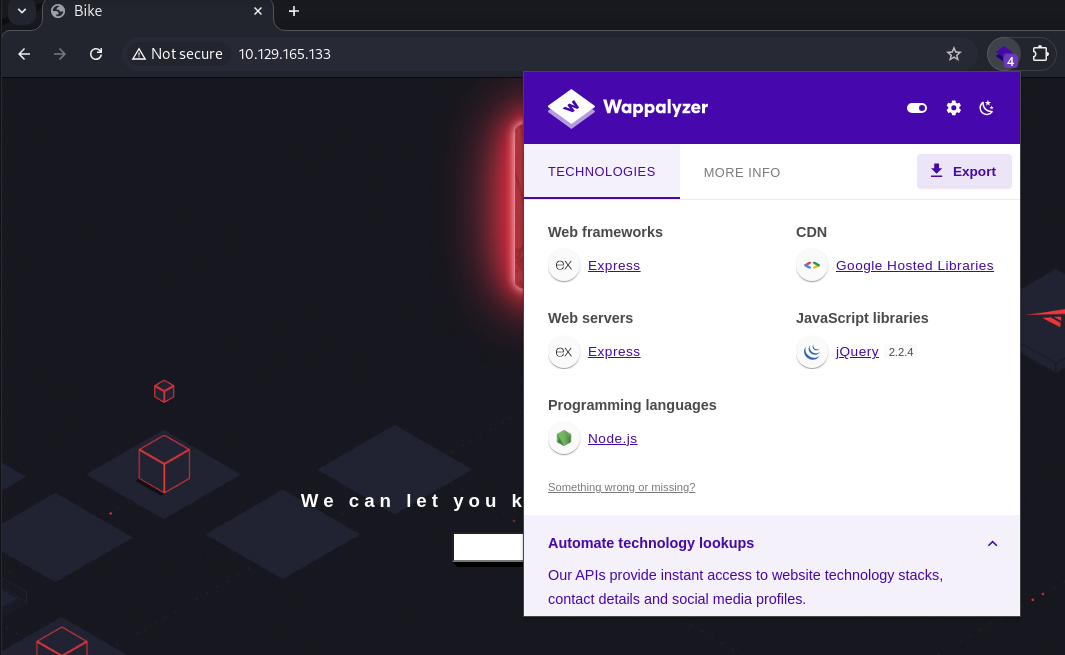 Bike
Not secure 10.129.165.133
4
Wappalyzer
TECHNOLOGIES
MORE INFO
Export
Web frameworks
ex Express
Web servers
ex Express
Programming languages
Node.js
CDN
Google Hosted Libraries
JavaScript libraries
jQuery 2.2.4
Something wrong or missing?
We can let you k
Automate technology lookups
Our APIs provide instant access to website technology stacks,
contact details and social media profiles.